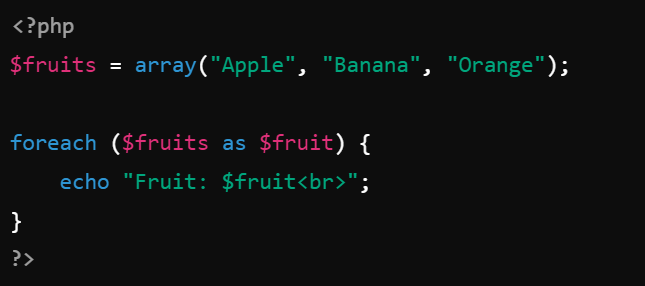 <?php
$fruits = array("Apple", "Banana", "Orange");

foreach ($fruits as $fruit) {
    echo "Fruit: $fruit<br>";
}
?>